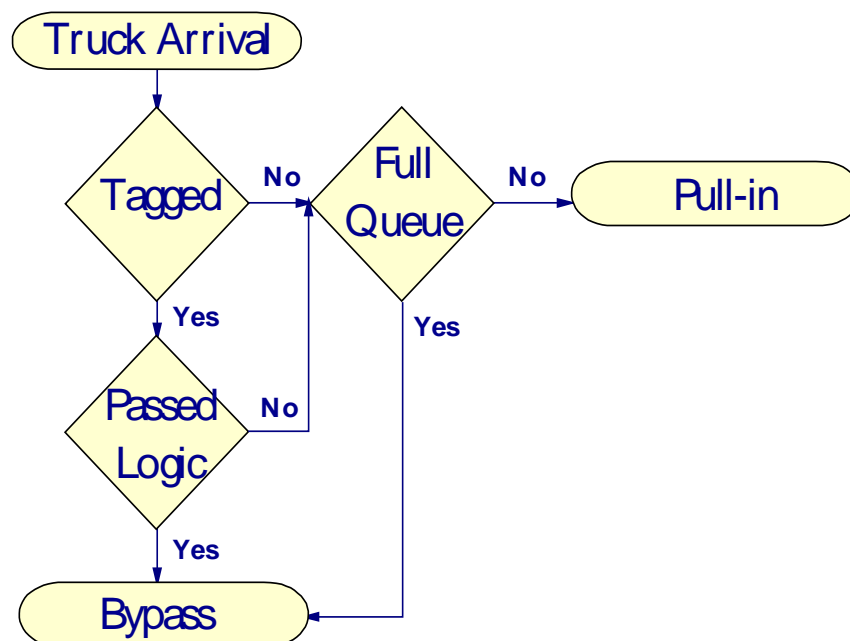 Truck Arrival
Tagged
No
Full
Queue
No
Pull-in
Yes
Yes
Passed
Logic
No
Yes
Bypass